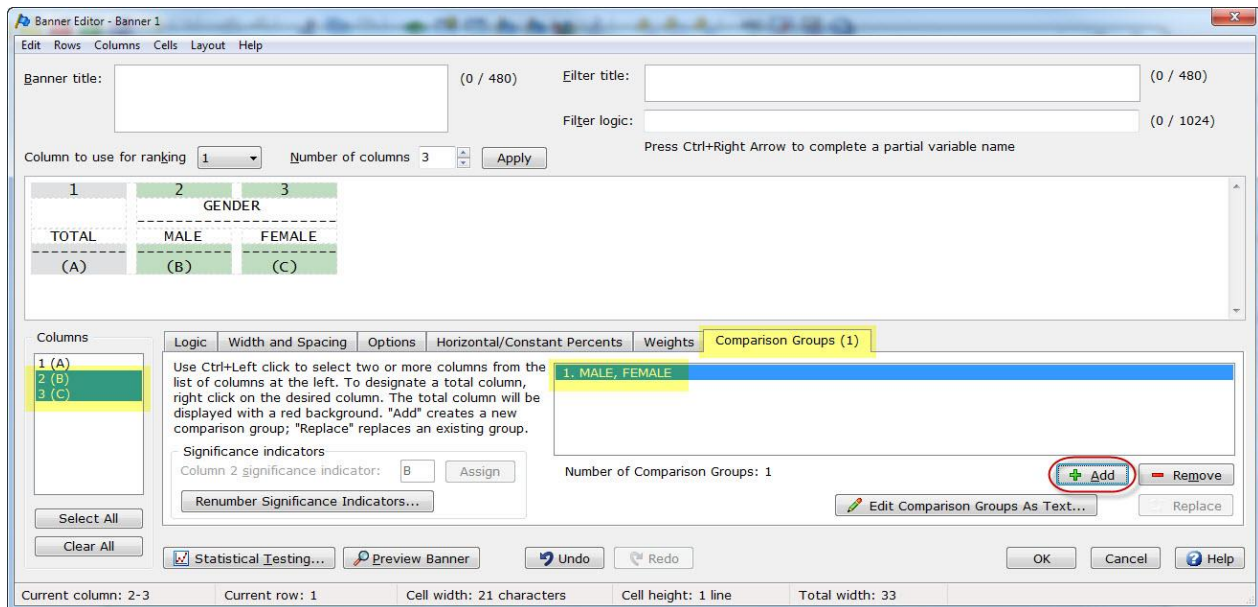 Banner Editor - Banner 1
Edit Rows Columns Cells Layout Help
Banner title:
(0 / 480)
Filter title:
(0 / 480)
Filter logic:
(0 / 1024)
Column to use for ranking 1 Number of columns 3 Apply
Press Ctrl+Right Arrow to complete a partial variable name
1 2 3
GENDER
TOTAL MALE FEMALE
(A) (B) (C)
Columns
1 (A)
2 (B)
3 (C)
Select All
Clear All
Logic Width and Spacing Options Horizontal/Constant Percents Weights Comparison Groups (1)
Use Ctrl+Left click to select two or more columns from the
list of columns at the left. To designate a total column,
right click on the desired column. The total column will be
displayed with a red background. "Add" creates a new
comparison group; "Replace" replaces an existing group.
Significance indicators
Column 2 significance indicator: B Assign
Renumber Significance Indicators...
1. MALE, FEMALE
Number of Comparison Groups: 1
Add Remove
Edit Comparison Groups As Text... Replace
Statistical Testing... Preview Banner Undo Redo OK Cancel Help
Current column: 2-3 Current row: 1 Cell width: 21 characters Cell height: 1 line Total width: 33